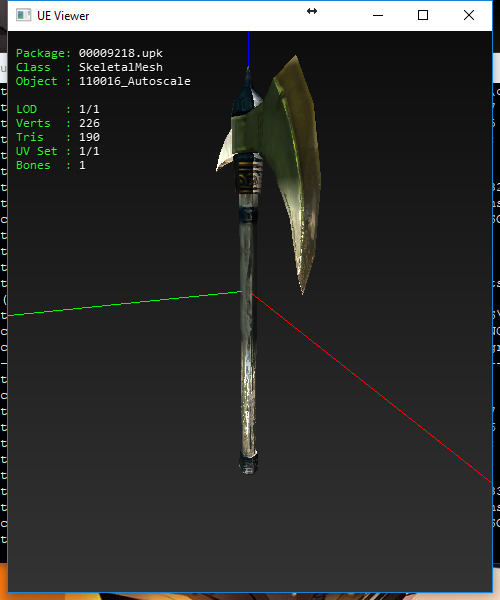 UE Viewer
Package: 00009218.upk
Class : SkeletalMesh
Object : 110016_Autoscale
LOD : 1/1
Verts : 226
Tris : 190
UV Set : 1/1
Bones : 1